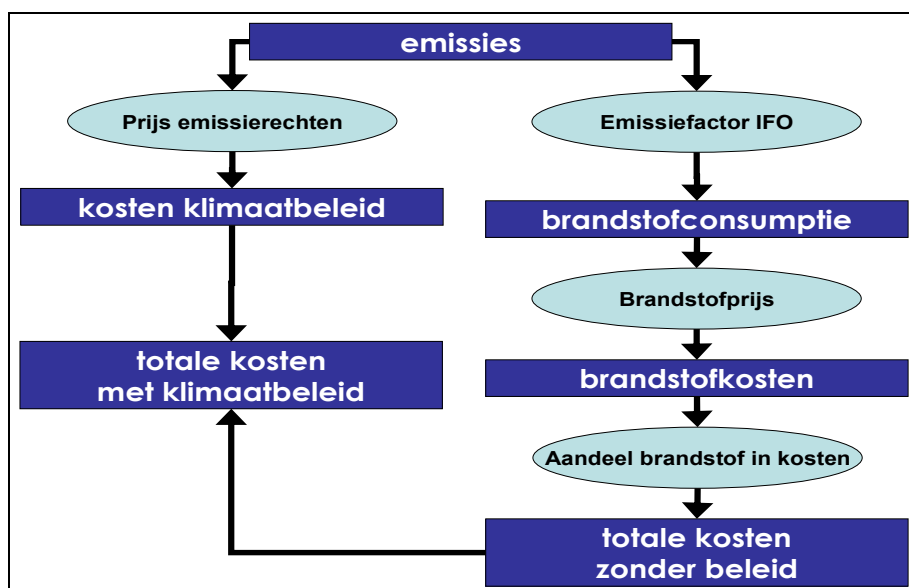 emissies
Prijs emissierechten
Emissiefactor IFO
kosten klimaatbeleid
brandstofconsumptie
Brandstofprijs
totale kosten
met klimaatbeleid
brandstofkosten
Aandeel brandstof in kosten
totale kosten
zonder beleid